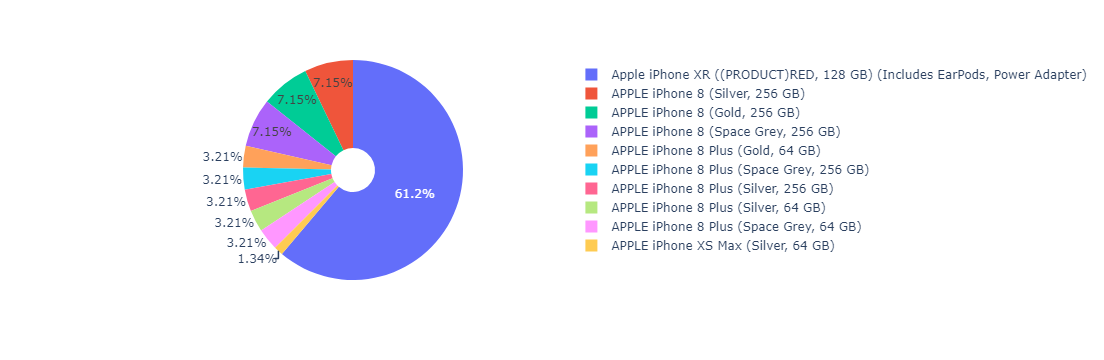 7.15%
7.15%
7.15%
3.21%
3.21%
3.21%
3.21%
3.21%
1.34%
61.2%
Apple iPhone XR ((PRODUCT)RED, 128 GB) (Includes EarPods, Power Adapter)
APPLE iPhone 8 (Silver, 256 GB)
APPLE iPhone 8 (Gold, 256 GB)
APPLE iPhone 8 (Space Grey, 256 GB)
APPLE iPhone 8 Plus (Gold, 64 GB)
APPLE iPhone 8 Plus (Space Grey, 256 GB)
APPLE iPhone 8 Plus (Silver, 256 GB)
APPLE iPhone 8 Plus (Silver, 64 GB)
APPLE iPhone 8 Plus (Space Grey, 64 GB)
APPLE iPhone XS Max (Silver, 64 GB)